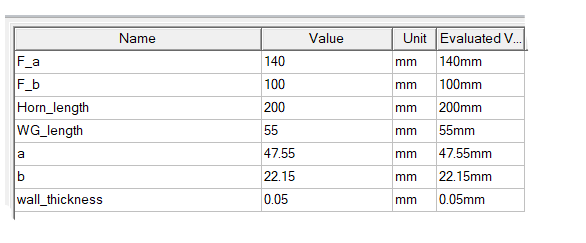 Name Value Unit Evaluated V...
F_a 140 mm 140mm
F_b 100 mm 100mm
Horn_length 200 mm 200mm
WG_length 55 mm 55mm
a 47.55 mm 47.55mm
b 22.15 mm 22.15mm
wall_thickness 0.05 mm 0.05mm